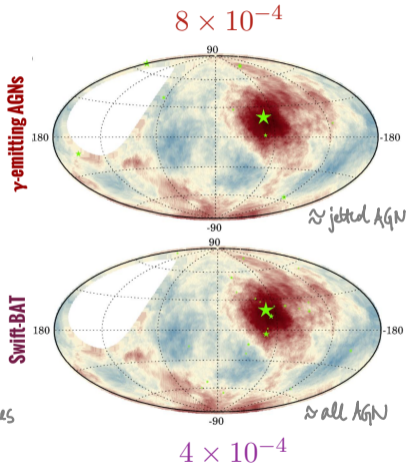 8 × 10⁻⁴
90
γ-emitting AGNs
180
-180
-90
≈ jetted AGN
90
Swift-BAT
180
-180
-90
es
≈ all AGN
4 × 10⁻⁴